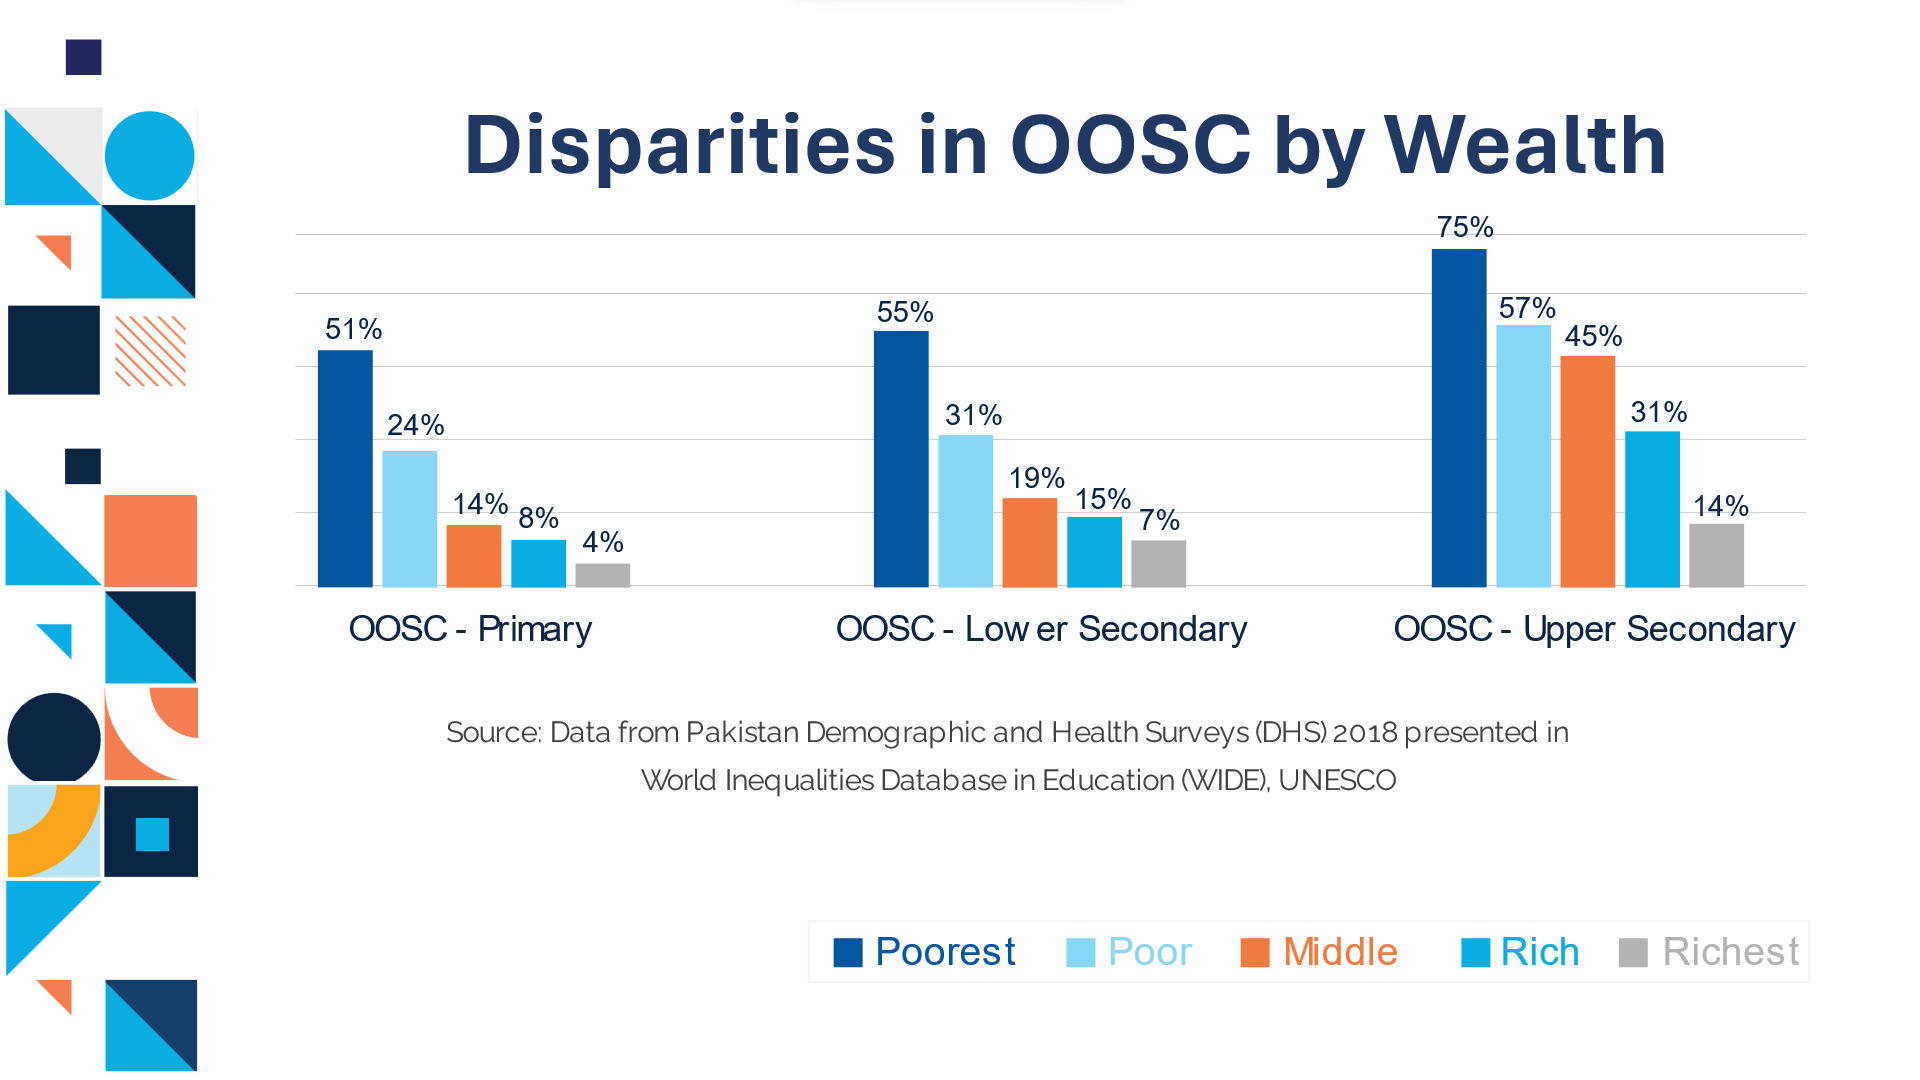 Disparities in OOSC by Wealth
51%
24%
14%
8%
4%
55%
31%
19%
15%
7%
75%
57%
45%
31%
14%
OOSC - Primary
OOSC - Lower Secondary
OOSC - Upper Secondary
Source: Data from Pakistan Demographic and Health Surveys (DHS) 2018 presented in
World Inequalities Database in Education (WIDE), UNESCO
Poorest Poor Middle Rich Richest